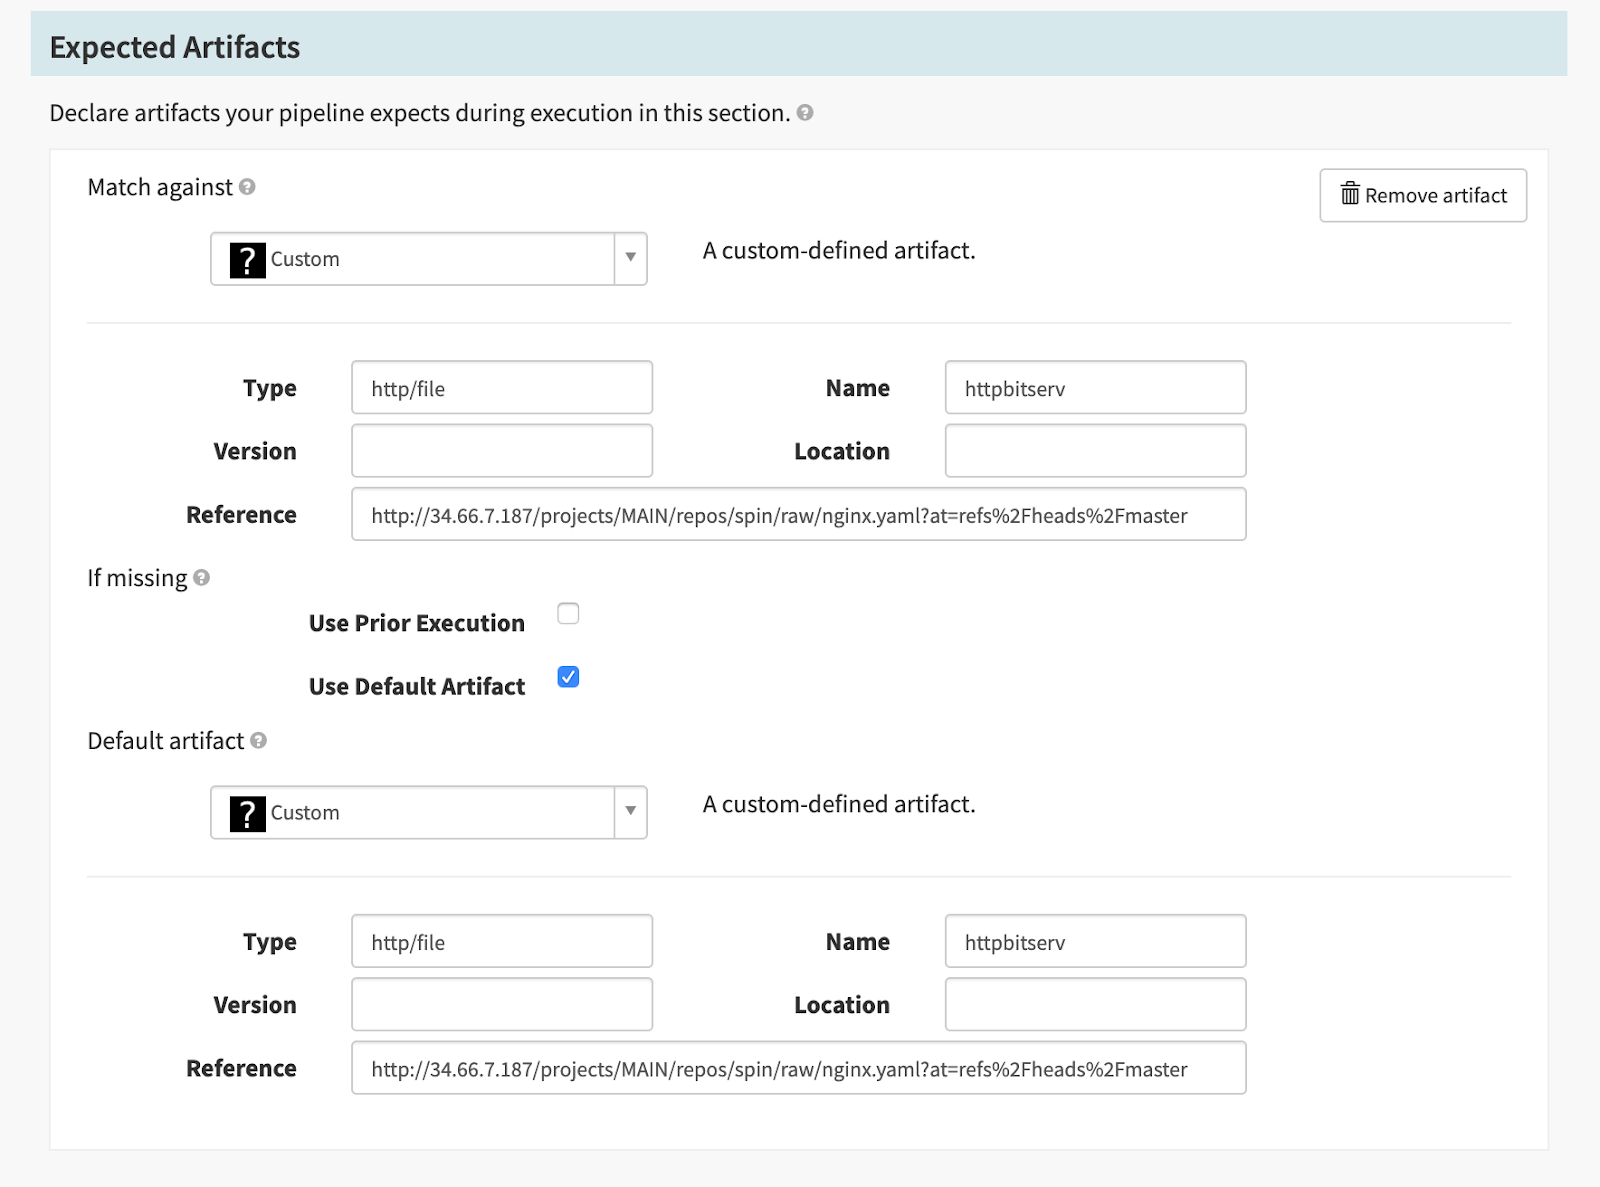 Expected Artifacts
Declare artifacts your pipeline expects during execution in this section. ?
Match against ?
Remove artifact
? Custom
A custom-defined artifact.
Type http/file Name httpbitserv
Version Location
Reference http://34.66.7.187/projects/MAIN/repos/spin/raw/nginx.yaml?at=refs%2Fheads%2Fmaster
If missing ?
Use Prior Execution
Use Default Artifact
Default artifact ?
? Custom
A custom-defined artifact.
Type http/file Name httpbitserv
Version Location
Reference http://34.66.7.187/projects/MAIN/repos/spin/raw/nginx.yaml?at=refs%2Fheads%2Fmaster